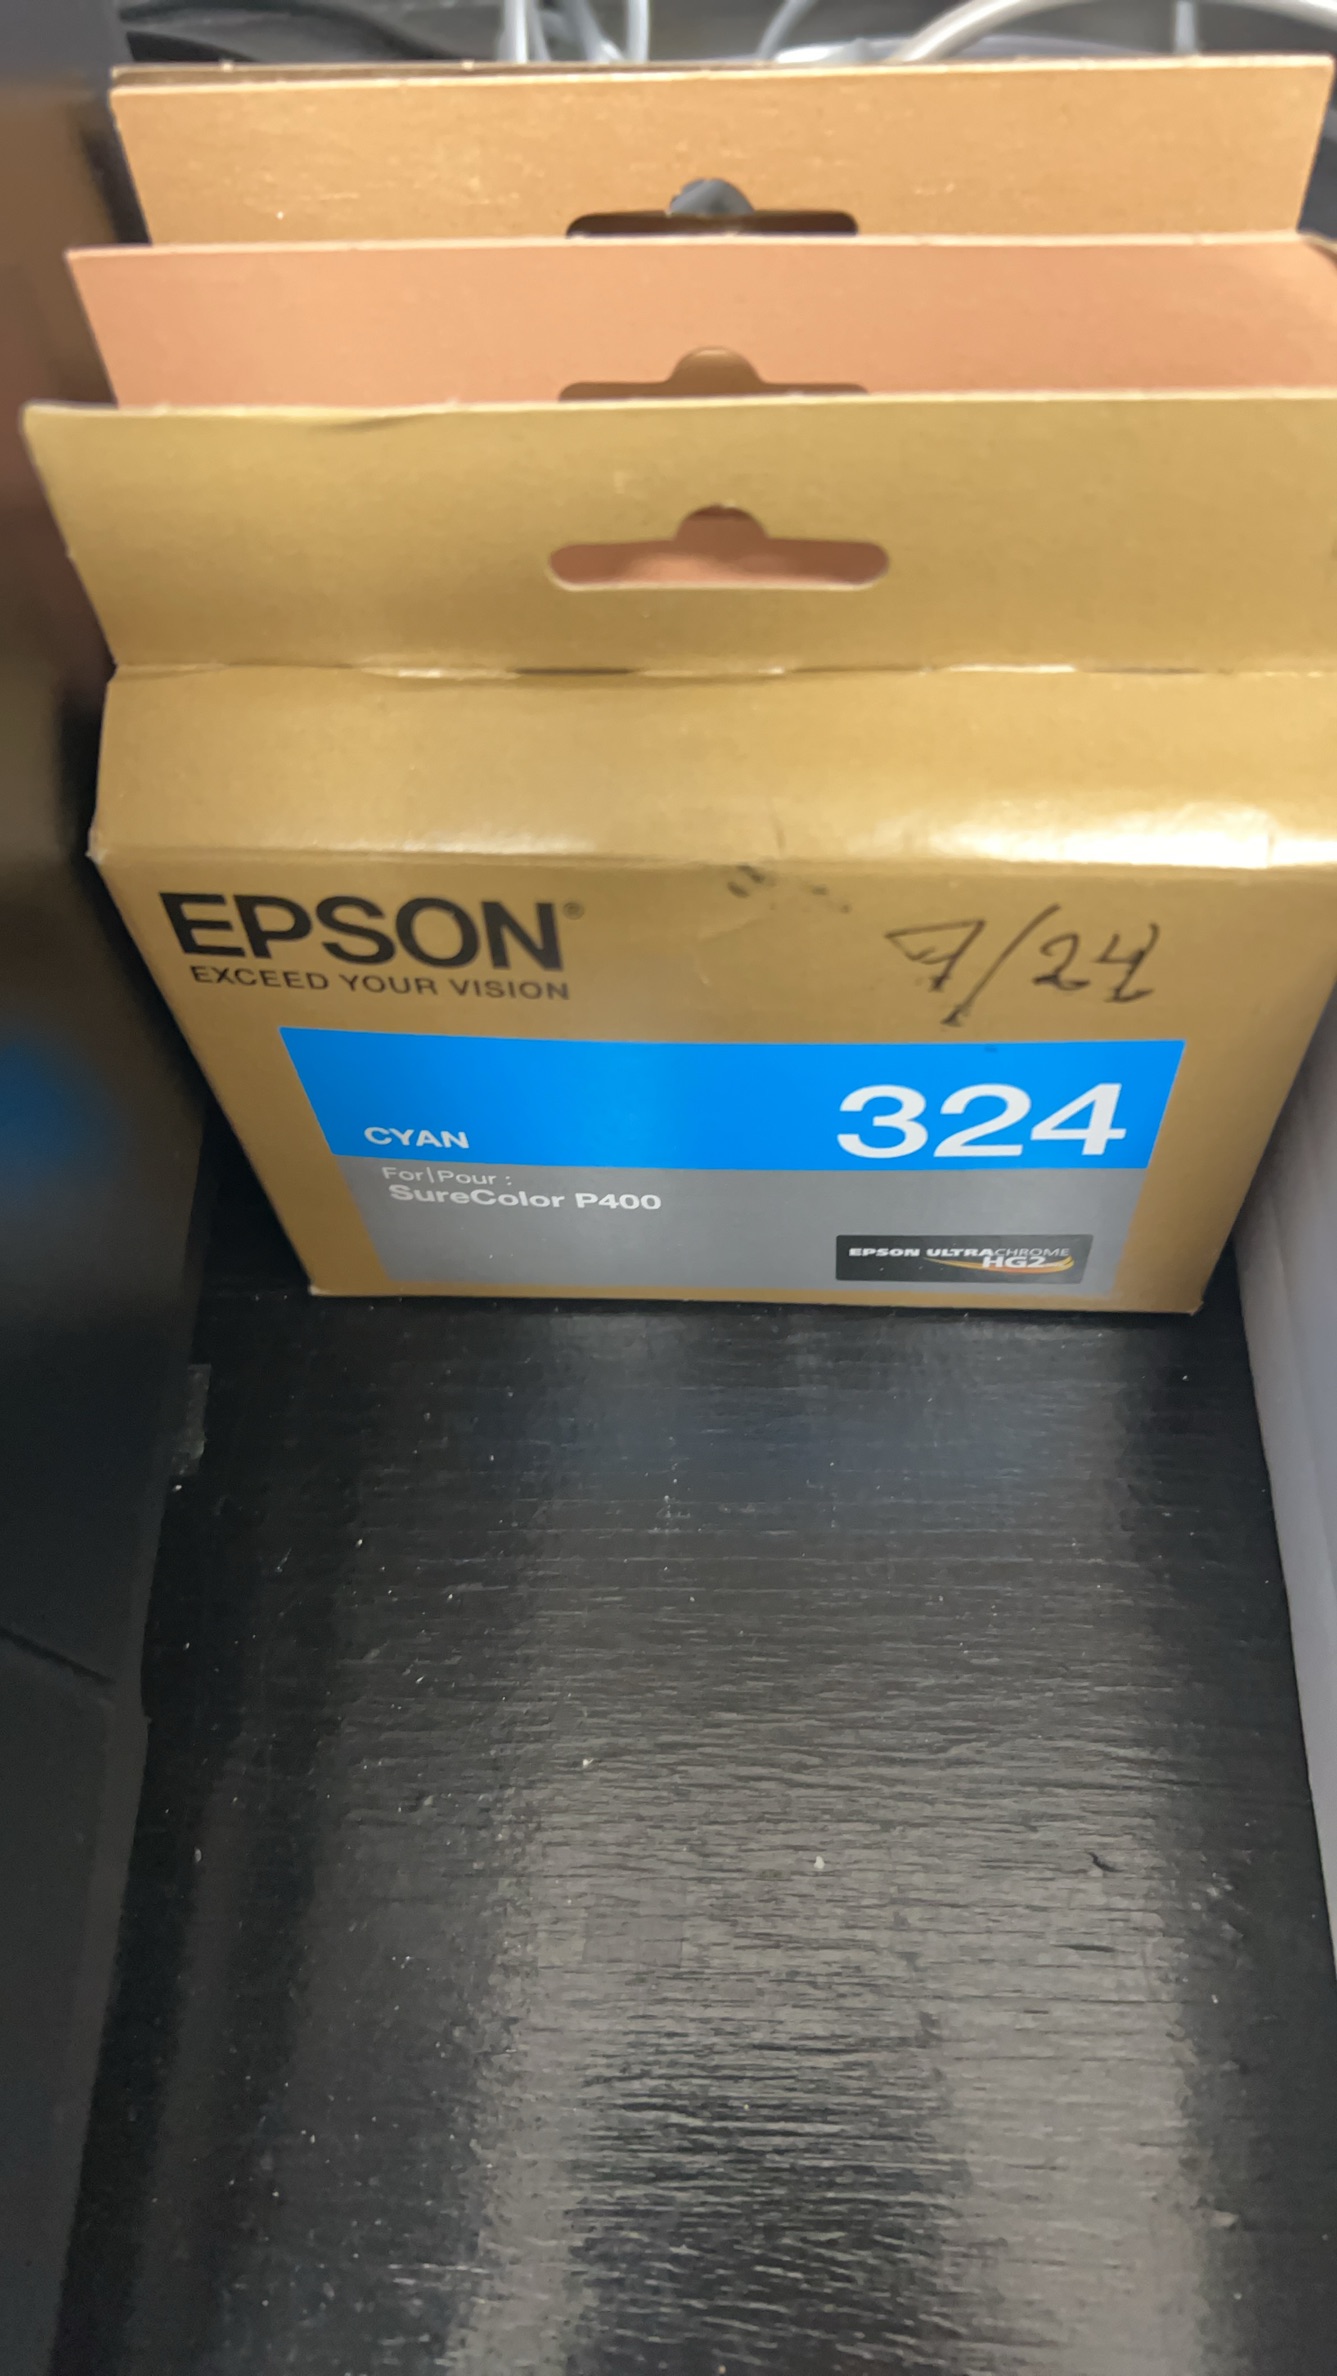 EPSON®
EXCEED YOUR VISION
7/24
CYAN
324
For|Pour :
SureColor P400
EPSON ULTRACHROME
HG2